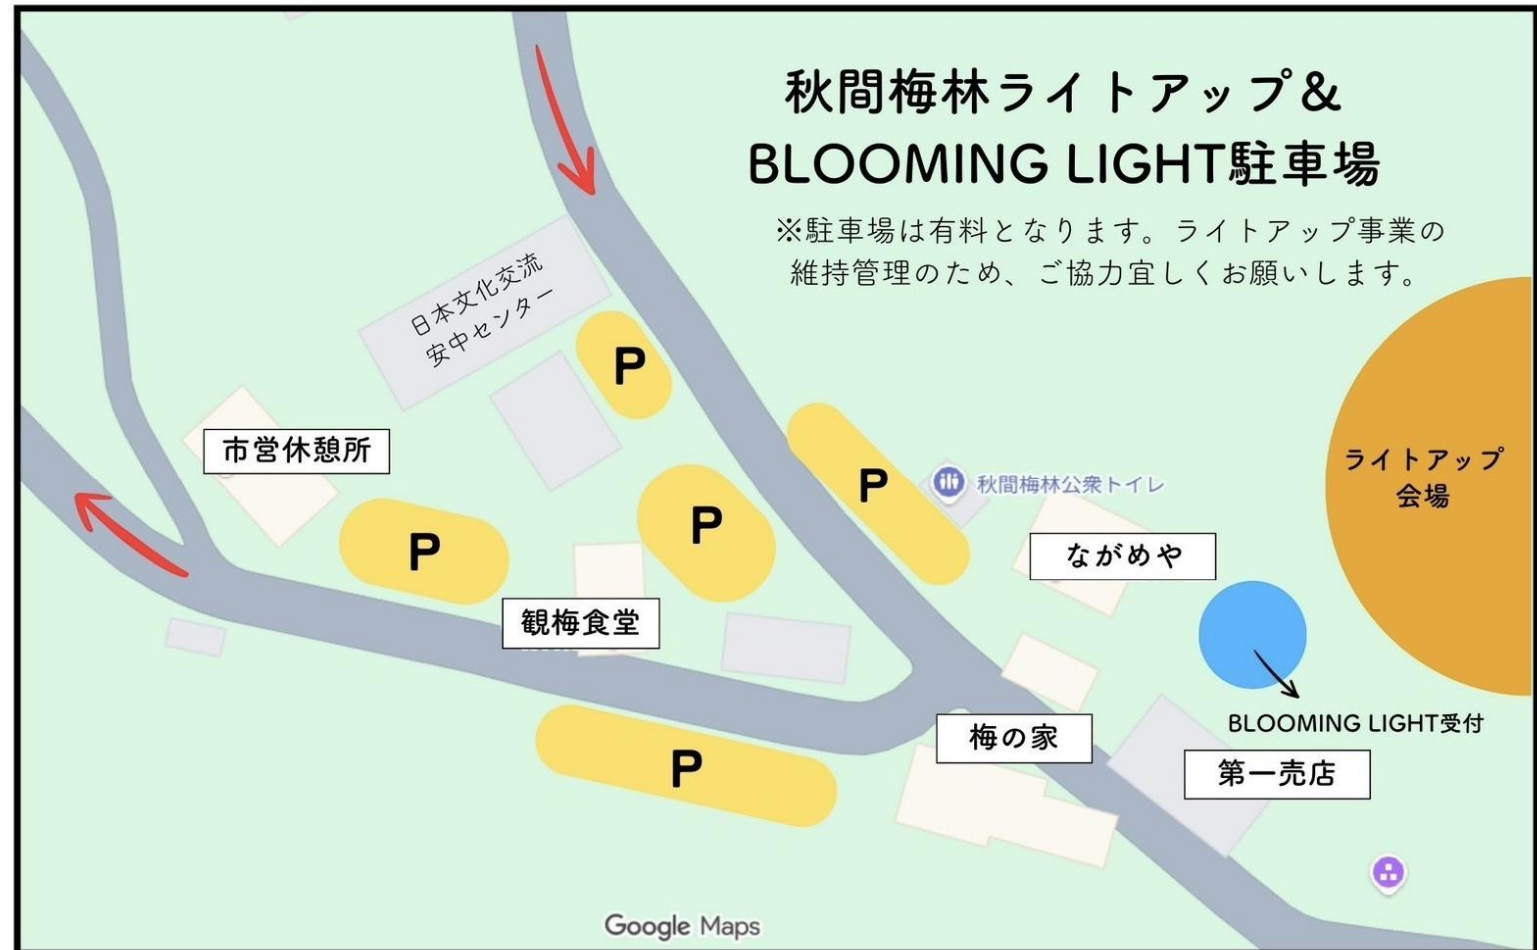 秋間梅林ライトアップ&
BLOOMING LIGHT駐車場
※駐車場は有料となります。ライトアップ事業の
維持管理のため、ご協力宜しくお願いします。
日本文化交流
安中センター
P
市営休憩所
P
P
P
秋間梅林公衆トイレ
ライトアップ
会場
ながめや
観梅食堂
梅の家
BLOOMING LIGHT受付
第一売店
P
Google Maps